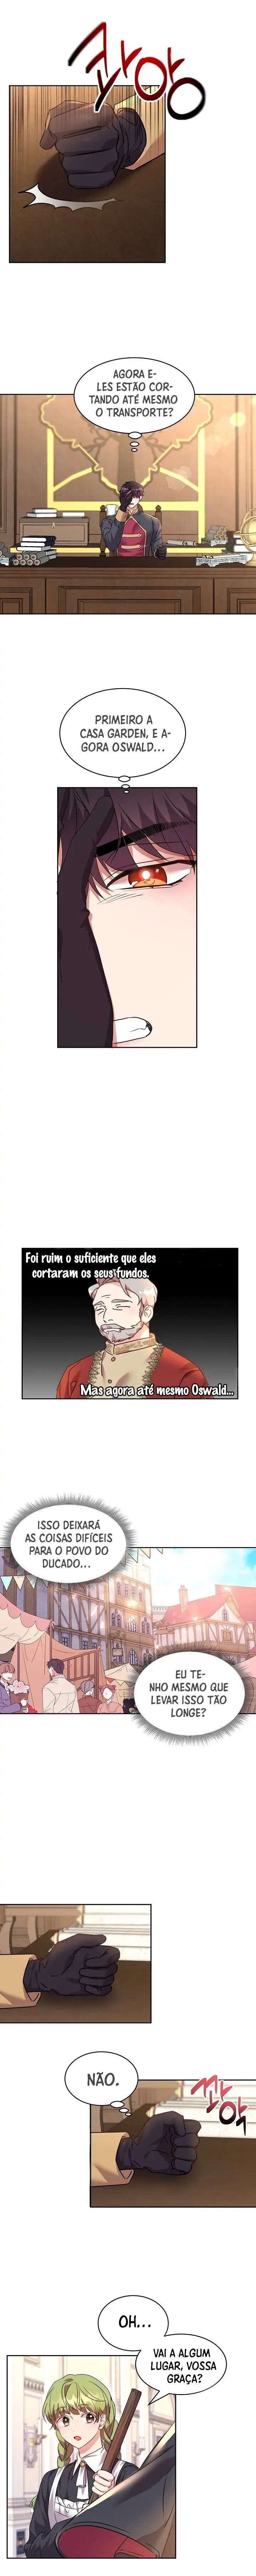 쾅
AGORA E-
LES ESTÃO COR-
TANDO ATÉ MESMO
O TRANSPORTE?
PRIMEIRO A
CASA GARDEN, E A-
GORA OSWALD...
Foi ruim o suficiente que eles
cortaram os seus fundos.
Mas agora até mesmo Oswald...
ISSO DEIXARÁ
AS COISAS DIFÍCEIS
PARA O POVO DO
DUCADO...
EU TE-
NHO MESMO QUE
LEVAR ISSO TÃO
LONGE?
NÃO.
OH...
VAI A ALGUM
LUGAR, VOSSA
GRAÇA?